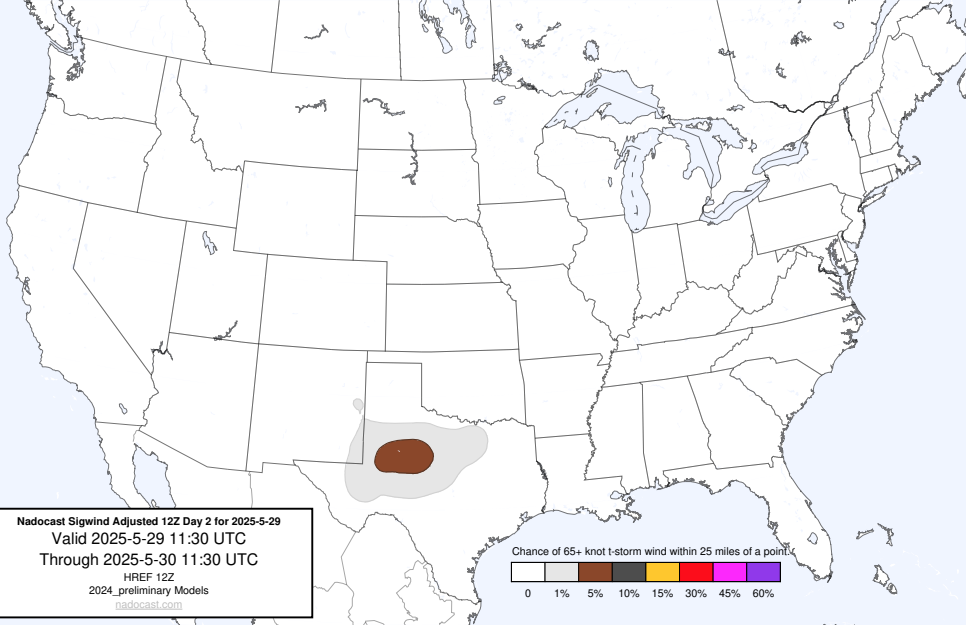 Nadocast Sigwind Adjusted 12Z Day 2 for 2025-5-29
Valid 2025-5-29 11:30 UTC
Through 2025-5-30 11:30 UTC
HREF 12Z
2024_preliminary Models
nadocast.com
Chance of 65+ knot t-storm wind within 25 miles of a point.
0 1% 5% 10% 15% 30% 45% 60%